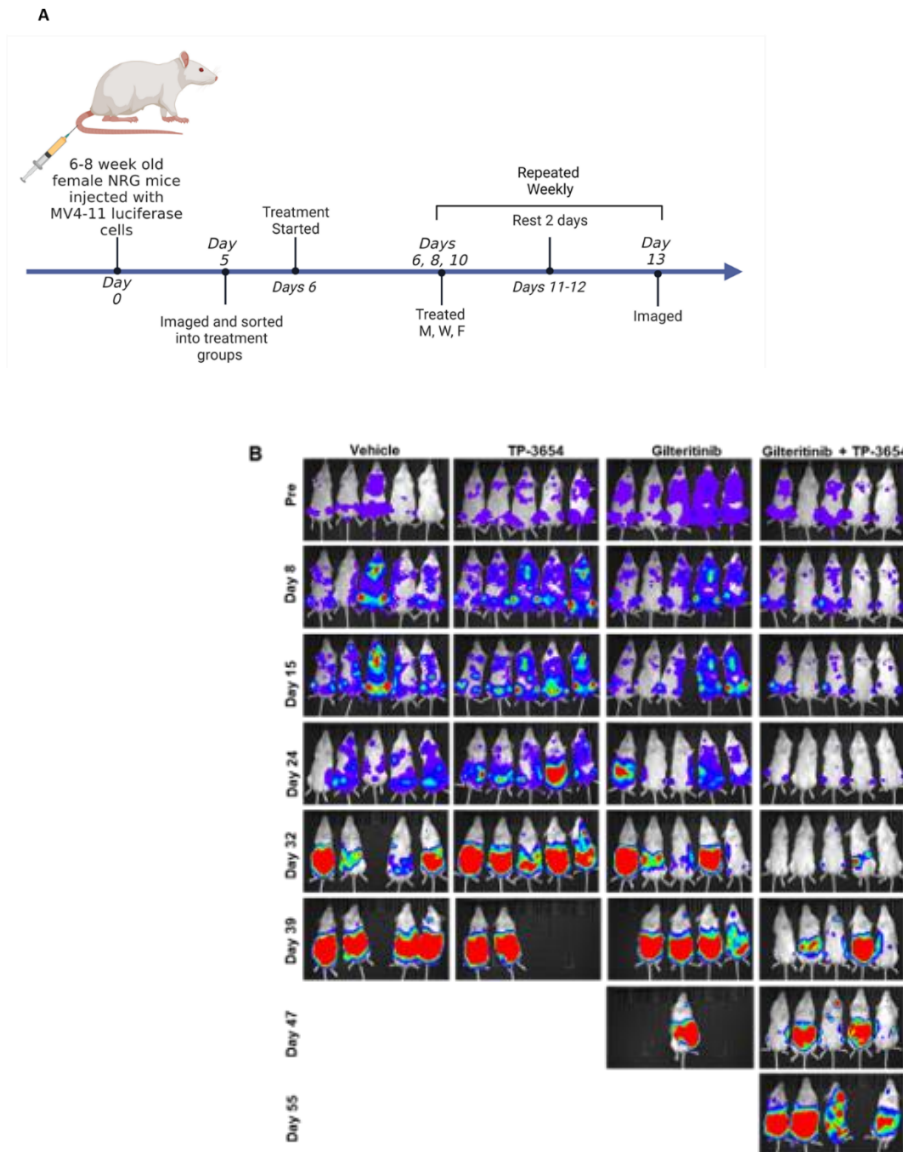 A
6-8 week old
female NRG mice
injected with
MV4-11 luciferase
cells
Day
0
Day
5
Imaged and sorted
into treatment
groups
Treatment
Started
Days 6
Repeated
Weekly
Days
6, 8, 10
Treated
M, W, F
Rest 2 days
Days 11-12
Day
13
Imaged
B
Vehicle
TP-3654
Gilteritinib
Gilteritinib + TP-3654
Pre
Day 8
Day 15
Day 24
Day 32
Day 39
Day 47
Day 55